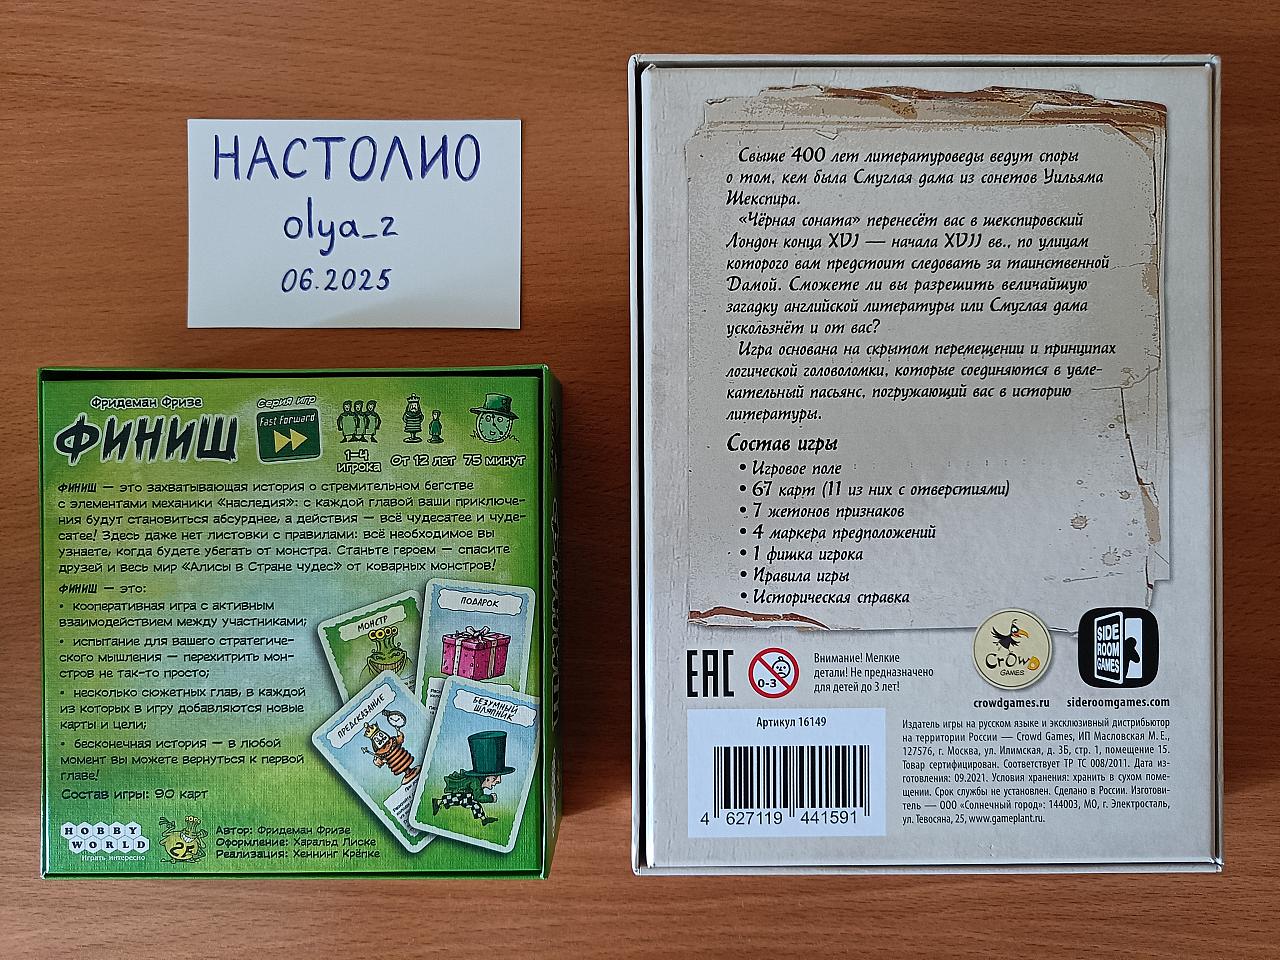 НАСТОЛИО
olya_z
06.2025
Фридеман Фризе
ФИНИШ
Серия игр
Fast Forward
1–4
игрока
От 12 лет
75 минут
ФИНИШ — это захватывающая история о стремительном бегстве
с элементами механики «наследия»: с каждой главой ваши приключе-
ния будут становиться абсурднее, а действия — всё чудесатее и чуде-
сатее! Здесь даже нет листовки с правилами: всё необходимое вы
узнаете, когда будете убегать от монстра. Станьте героем — спасите
друзей и весь мир «Алисы в Стране чудес» от коварных монстров!
ФИНИШ — это:
• кооперативная игра с активным
взаимодействием между участниками;
• испытание для вашего стратегиче-
ского мышления — перехитрить мон-
стров не так-то просто;
• несколько сюжетных глав, в каждой
из которых в игру добавляются новые
карты и цели;
• бесконечная история — в любой
момент вы можете вернуться к первой
главе!
Состав игры: 90 карт
МОНСТР
ПОДАРОК
ПРЕДСКАЗАНИЕ
БЕЗУМНЫЙ
ШЛЯПНИК
HOBBY
WORLD
Играть интересно
2F
Автор: Фридеман Фризе
Оформление: Харальд Лиске
Реализация: Хеннинг Крёпке
Свыше 400 лет литературоведы ведут споры
о том, кем была Смуглая дама из сонетов Уильяма
Шекспира.
«Чёрная соната» перенесёт вас в шекспировский
Лондон конца XVI — начала XVII вв., по улицам
которого вам предстоит следовать за таинственной
Дамой. Сможете ли вы разрешить величайшую
загадку английской литературы или Смуглая дама
ускользнёт и от вас?
Игра основана на скрытом перемещении и принципах
логической головоломки, которые соединяются в увле-
кательный пасьянс, погружающий вас в историю
литературы.
Состав игры
• Игровое поле
• 67 карт (11 из них с отверстиями)
• 7 жетонов признаков
• 4 маркера предположений
• 1 фишка игрока
• Правила игры
• Историческая справка
EAC
0-3
Внимание! Мелкие
детали! Не предназначено
для детей до 3 лет!
CrOwD
GAMES
crowdgames.ru
SIDE
ROOM
GAMES
sideroomgames.com
Артикул 16149
4 627119 441591
Издатель игры на русском языке и эксклюзивный дистрибьютор
на территории России — Crowd Games, ИП Масловская М. Е.,
127576, г. Москва, ул. Илимская, д. 3Б, стр. 1, помещение 15.
Товар сертифицирован. Соответствует ТР ТС 008/2011. Дата из-
готовления: 09.2021. Условия хранения: хранить в сухом поме-
щении. Срок службы не установлен. Сделано в России. Изготови-
тель — ООО «Солнечный город»: 144003, МО, г. Электросталь,
ул. Тевосяна, 25, www.gameplant.ru.